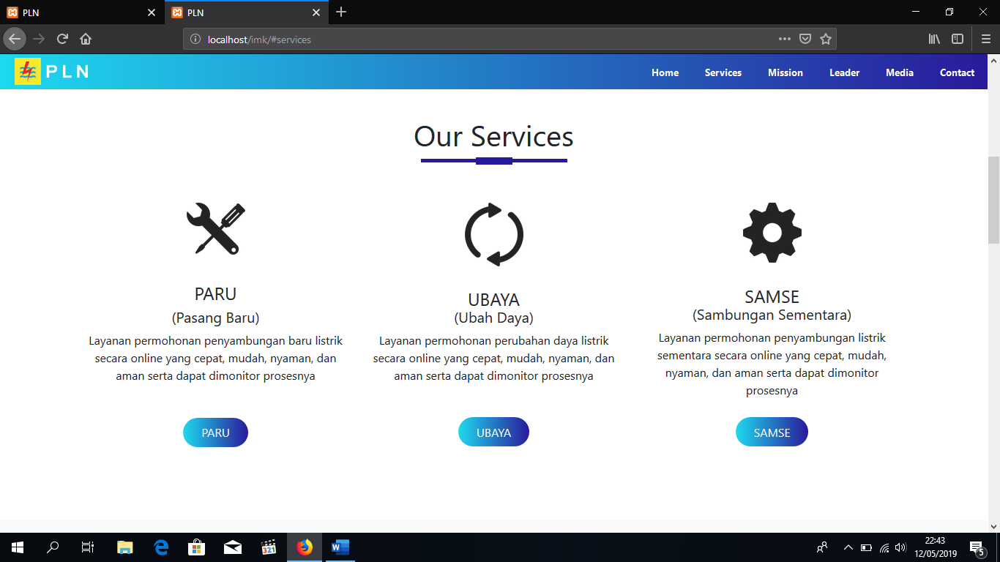 PLN
PLN
localhost/imk/#services
PLN
Home Services Mission Leader Media Contact
Our Services
PARU
(Pasang Baru)
Layanan permohonan penyambungan baru listrik
secara online yang cepat, mudah, nyaman, dan
aman serta dapat dimonitor prosesnya
PARU
UBAYA
(Ubah Daya)
Layanan permohonan perubahan daya listrik
secara online yang cepat, mudah, nyaman, dan
aman serta dapat dimonitor prosesnya
UBAYA
SAMSE
(Sambungan Sementara)
Layanan permohonan penyambungan listrik
sementara secara online yang cepat, mudah,
nyaman, dan aman serta dapat dimonitor
prosesnya
SAMSE
321
W
22:43
12/05/2019
5